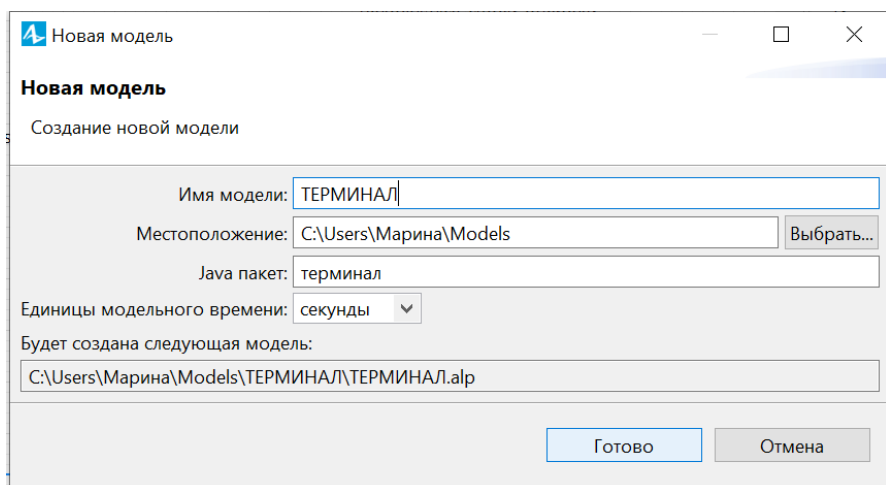 Новая модель
Новая модель
Создание новой модели
Имя модели: ТЕРМИНАЛ
Местоположение: C:\Users\Марина\Models Выбрать...
Java пакет: терминал
Единицы модельного времени: секунды
Будет создана следующая модель:
C:\Users\Марина\Models\ТЕРМИНАЛ\ТЕРМИНАЛ.alp
Готово Отмена